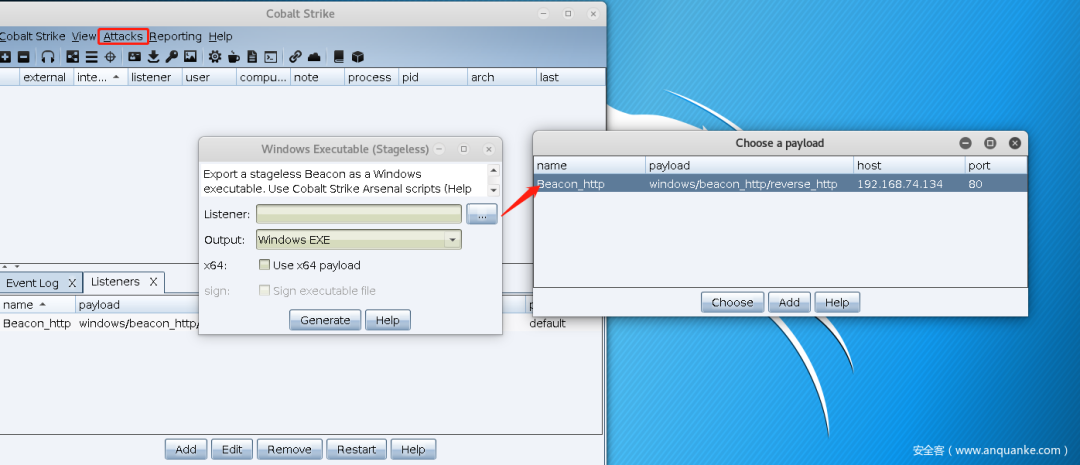 Cobalt Strike
Cobalt Strike View Attacks Reporting Help
external inte... listener user compu... note process pid arch last
Windows Executable (Stageless)
Export a stageless Beacon as a Windows
executable. Use Cobalt Strike Arsenal scripts (Help
Listener: ...
Output: Windows EXE
x64: Use x64 payload
sign: Sign executable file
Generate Help
Choose a payload
name payload host port
Beacon_http windows/beacon_http/reverse_http 192.168.74.134 80
Choose Add Help
Event Log X Listeners X
name payload
Beacon_http windows/beacon_http/ default
Add Edit Remove Restart Help
安全客（www.anquanke.com）